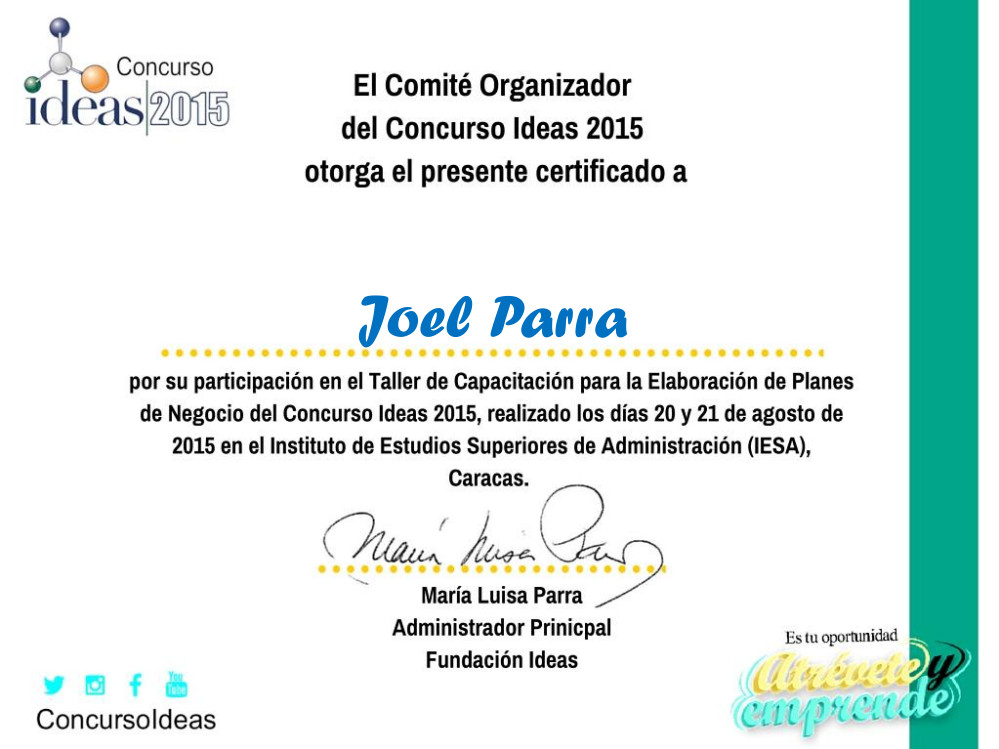 Concurso
ideas|2015
El Comité Organizador
del Concurso Ideas 2015
otorga el presente certificado a
Joel Parra
por su participación en el Taller de Capacitación para la Elaboración de Planes
de Negocio del Concurso Ideas 2015, realizado los días 20 y 21 de agosto de
2015 en el Instituto de Estudios Superiores de Administración (IESA),
Caracas.
María Luisa Parra
María Luisa Parra
Administrador Prinicpal
Fundación Ideas
Es tu oportunidad
Atrévete y
emprende
You
Tube
ConcursoIdeas